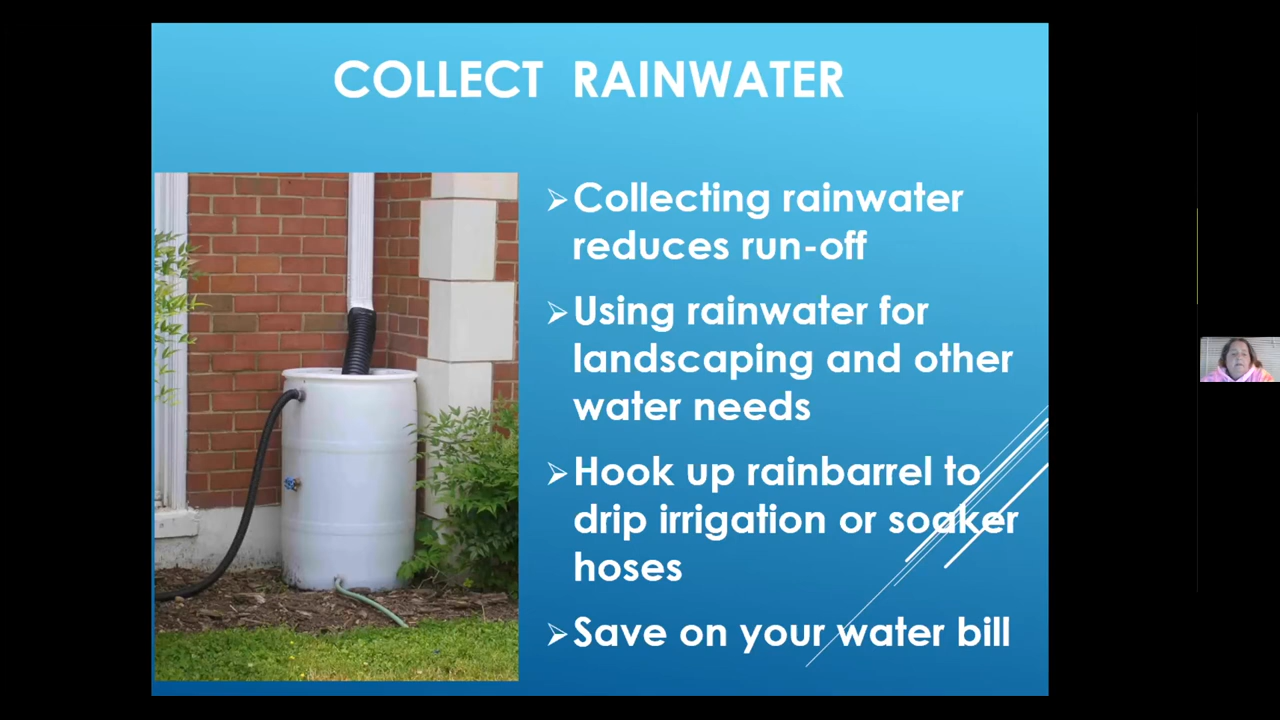 COLLECT RAINWATER
➢Collecting rainwater
reduces run-off
➢Using rainwater for
landscaping and other
water needs
➢Hook up rainbarrel to
drip irrigation or soaker
hoses
➢Save on your water bill